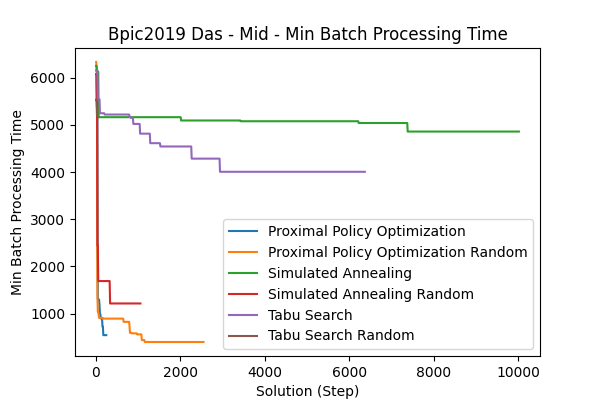 Bpic2019 Das - Mid - Min Batch Processing Time
Min Batch Processing Time
6000
5000
4000
3000
2000
1000
Proximal Policy Optimization
Proximal Policy Optimization Random
Simulated Annealing
Simulated Annealing Random
Tabu Search
Tabu Search Random
0 2000 4000 6000 8000 10000
Solution (Step)